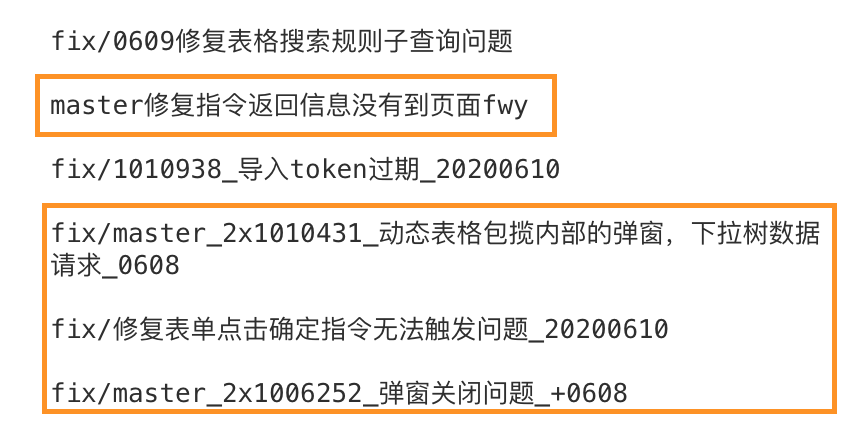 fix/0609修复表格搜索规则子查询问题
master修复指令返回信息没有到页面fwy
fix/1010938_导入token过期_20200610
fix/master_2x1010431_动态表格包揽内部的弹窗，下拉树数据
请求_0608
fix/修复表单点击确定指令无法触发问题_20200610
fix/master_2x1006252_弹窗关闭问题_+0608